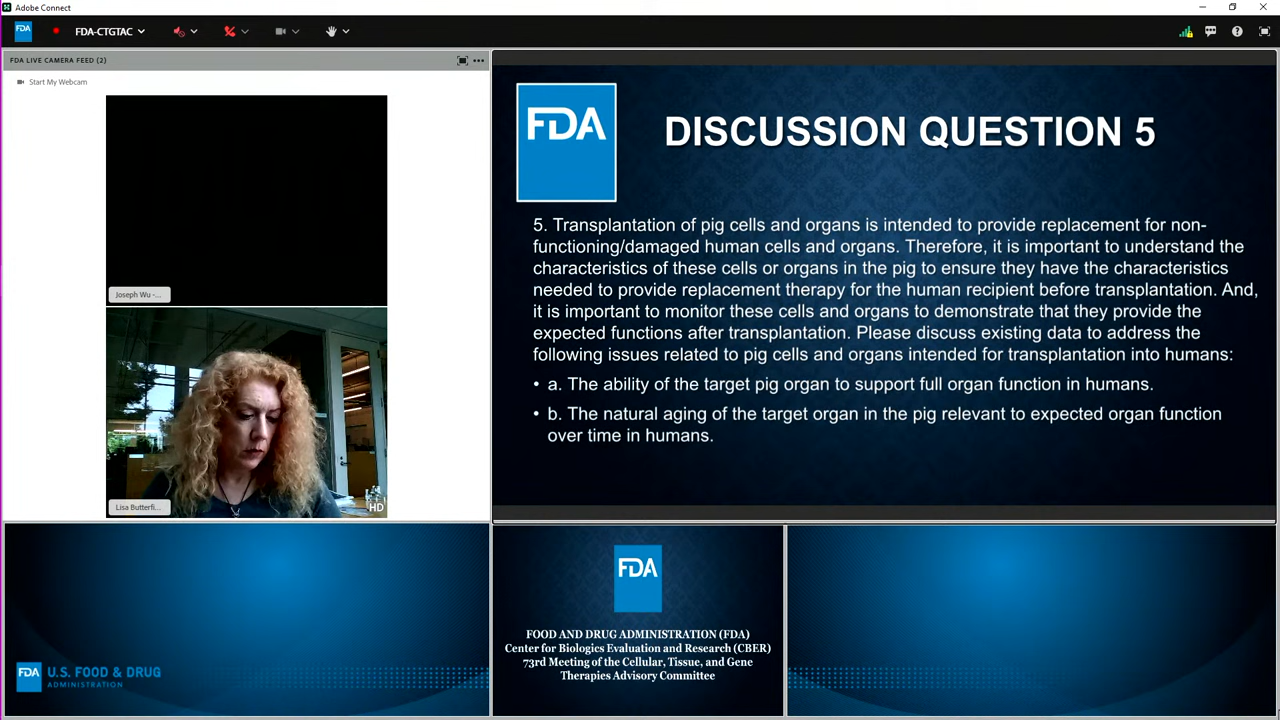 Adobe Connect
FDA
FDA-CTGTAC
FDA LIVE CAMERA FEED (2)
Start My Webcam
Joseph Wu -...
Lisa Butterfi...
HD
FDA
DISCUSSION QUESTION 5
5. Transplantation of pig cells and organs is intended to provide replacement for non-
functioning/damaged human cells and organs. Therefore, it is important to understand the
characteristics of these cells or organs in the pig to ensure they have the characteristics
needed to provide replacement therapy for the human recipient before transplantation. And,
it is important to monitor these cells and organs to demonstrate that they provide the
expected functions after transplantation. Please discuss existing data to address the
following issues related to pig cells and organs intended for transplantation into humans:
• a. The ability of the target pig organ to support full organ function in humans.
• b. The natural aging of the target organ in the pig relevant to expected organ function
over time in humans.
FDA
U.S. FOOD & DRUG
ADMINISTRATION
FDA
FOOD AND DRUG ADMINISTRATION (FDA)
Center for Biologics Evaluation and Research (CBER)
73rd Meeting of the Cellular, Tissue, and Gene
Therapies Advisory Committee